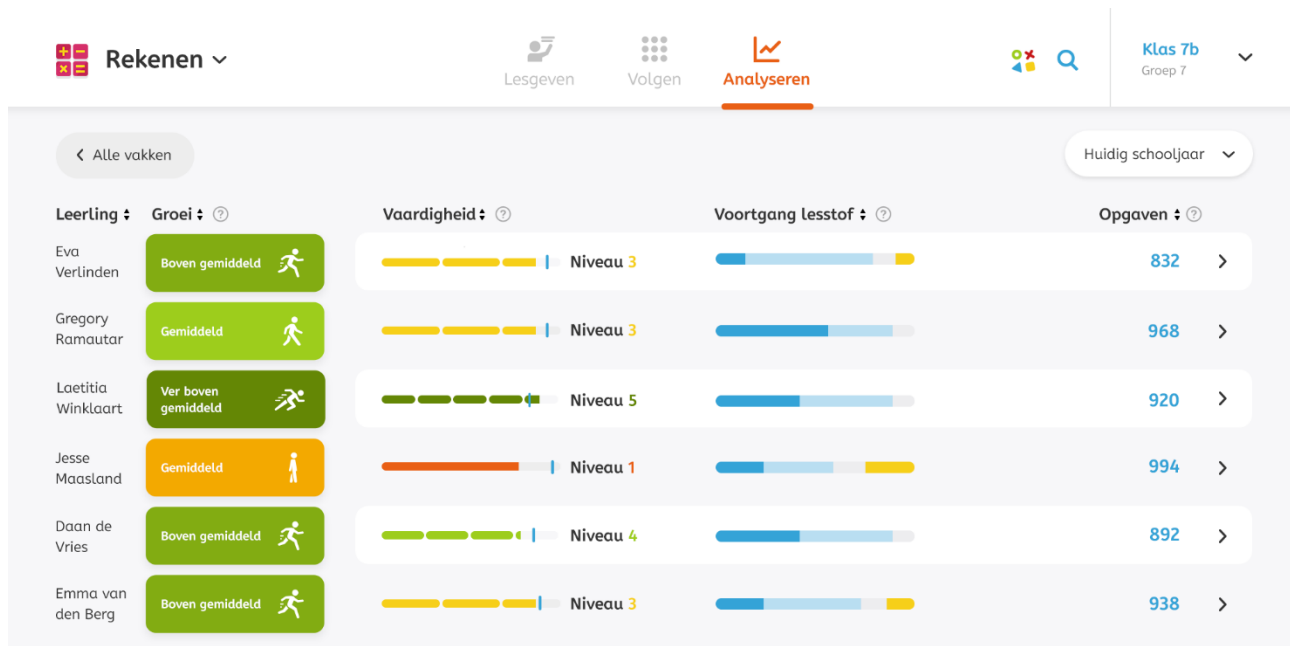 Rekenen
Lesgeven
Volgen
Analyseren
Klas 7b
Groep 7
Alle vakken
Huidig schooljaar
Leerling
Groei
Vaardigheid
Voortgang lesstof
Opgaven
Eva
Verlinden
Boven gemiddeld
Niveau 3
832
Gregory
Ramautar
Gemiddeld
Niveau 3
968
Laetitia
Winklaart
Ver boven
gemiddeld
Niveau 5
920
Jesse
Maasland
Gemiddeld
Niveau 1
994
Daan de
Vries
Boven gemiddeld
Niveau 4
892
Emma van
den Berg
Boven gemiddeld
Niveau 3
938